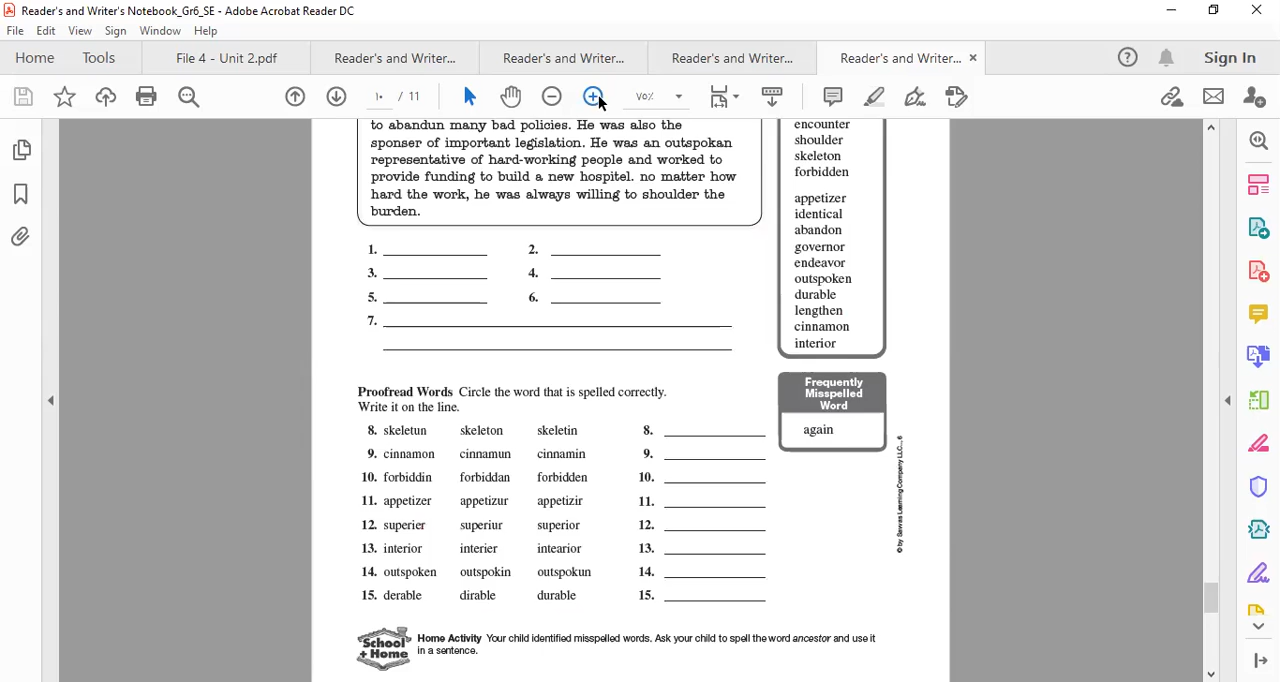 Reader's and Writer's Notebook_Gr6_SE - Adobe Acrobat Reader DC
File Edit View Sign Window Help
Home Tools File 4 - Unit 2.pdf Reader's and Writer... Reader's and Writer... Reader's and Writer... Reader's and Writer... Sign In
/ 11 ٧٥%
to abandun many bad policies. He was also the
sponser of important legislation. He was an outspokan
representative of hard-working people and worked to
provide funding to build a new hospitel. no matter how
hard the work, he was always willing to shoulder the
burden.
1. 2.
3. 4.
5. 6.
7.
encounter
shoulder
skeleton
forbidden
appetizer
identical
abandon
governor
endeavor
outspoken
durable
lengthen
cinnamon
interior
Frequently
Misspelled
Word
again
Proofread Words Circle the word that is spelled correctly.
Write it on the line.
8. skeletun skeleton skeletin 8.
9. cinnamon cinnamun cinnamin 9.
10. forbiddin forbiddan forbidden 10.
11. appetizer appetizur appetizir 11.
12. superier superiur superior 12.
13. interior interier intearior 13.
14. outspoken outspokin outspokun 14.
15. derable dirable durable 15.
© by Savvas Learning Company LLC., 6
School
+ Home
Home Activity Your child identified misspelled words. Ask your child to spell the word ancestor and use it
in a sentence.